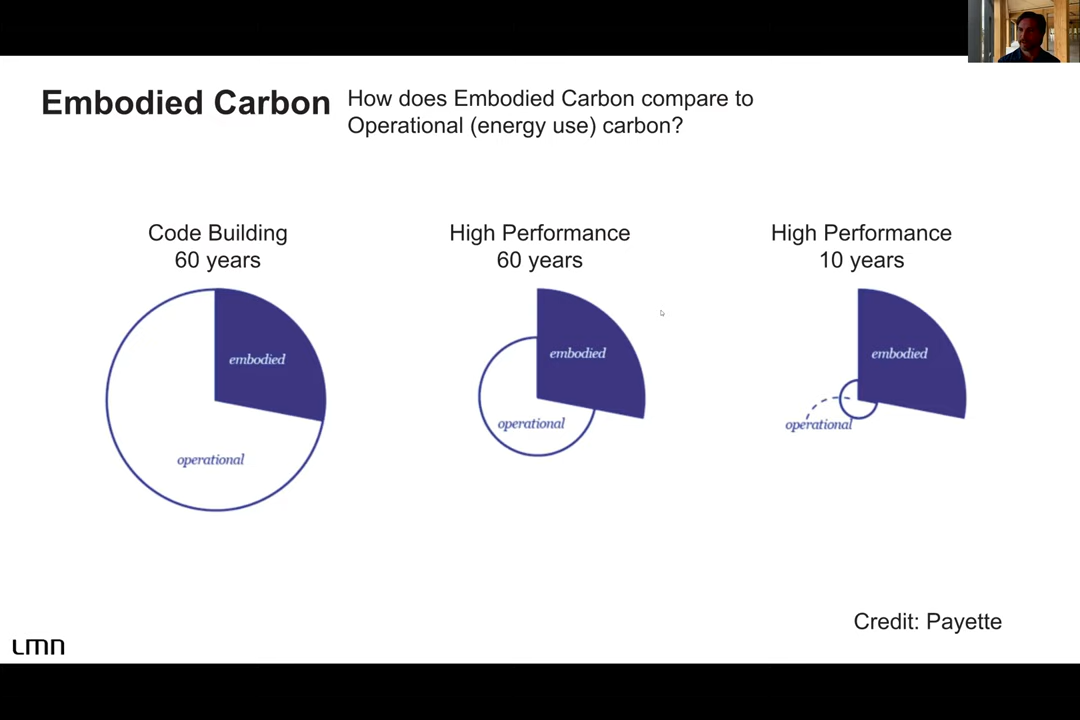 Embodied Carbon
How does Embodied Carbon compare to
Operational (energy use) carbon?
Code Building
60 years
embodied
operational
High Performance
60 years
embodied
operational
High Performance
10 years
embodied
operational
Credit: Payette
LMN